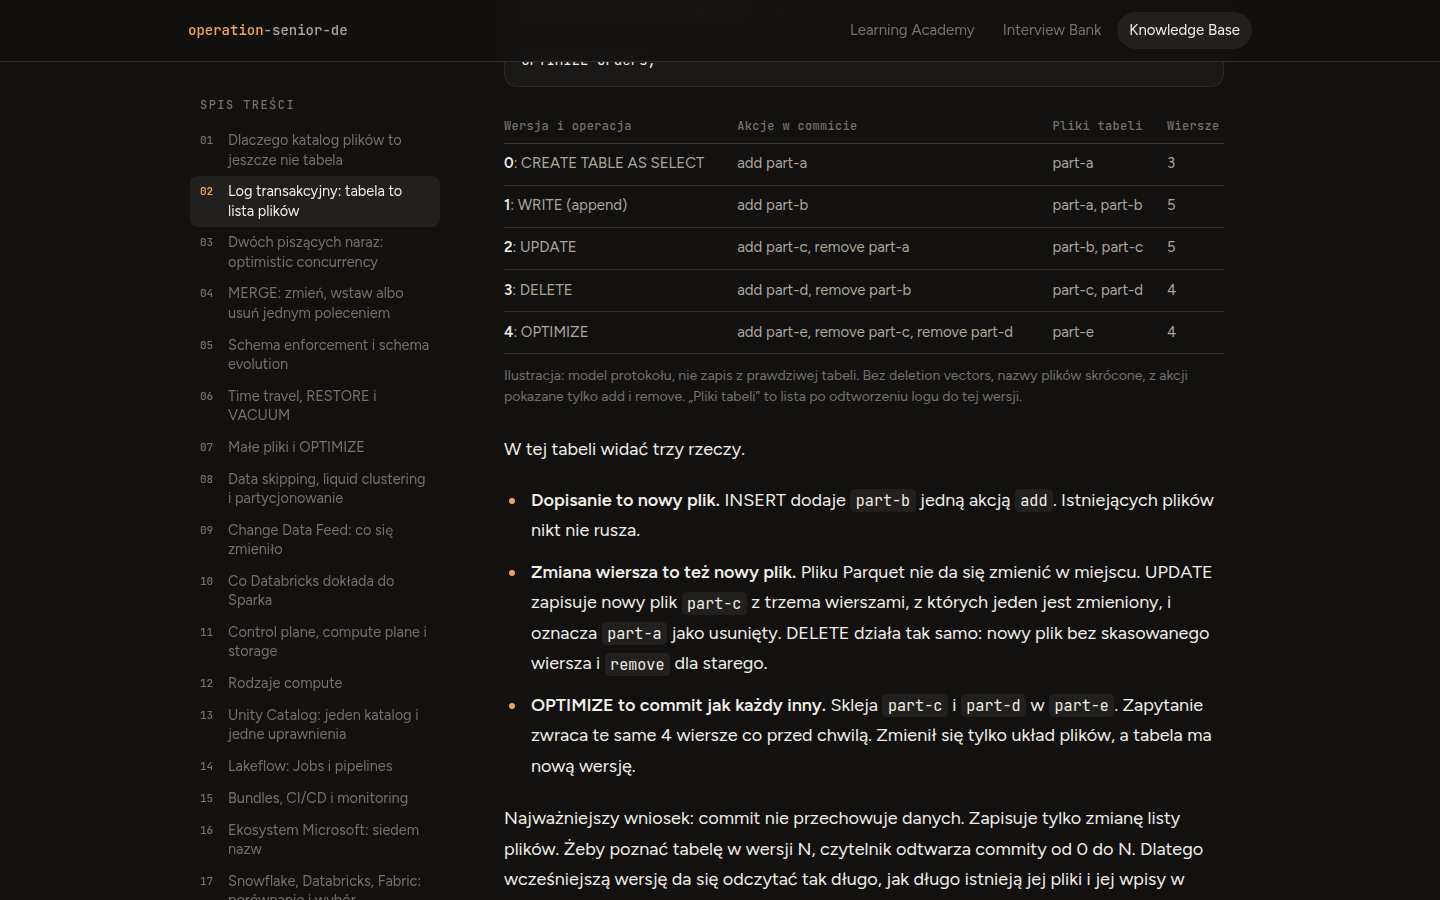 operation-senior-de
Learning Academy
Interview Bank
Knowledge Base
SPIS TREŚCI
01 Dlaczego katalog plików to
jeszcze nie tabela
02 Log transakcyjny: tabela to
lista plików
03 Dwóch piszących naraz:
optimistic concurrency
04 MERGE: zmień, wstaw albo
usuń jednym poleceniem
05 Schema enforcement i schema
evolution
06 Time travel, RESTORE i
VACUUM
07 Małe pliki i OPTIMIZE
08 Data skipping, liquid clustering
i partycjonowanie
09 Change Data Feed: co się
zmieniło
10 Co Databricks dokłada do
Sparka
11 Control plane, compute plane i
storage
12 Rodzaje compute
13 Unity Catalog: jeden katalog i
jedne uprawnienia
14 Lakeflow: Jobs i pipelines
15 Bundles, CI/CD i monitoring
16 Ekosystem Microsoft: siedem
nazw
17 Snowflake, Databricks, Fabric:
porównanie i wybór
OPTIMIZE orders;
Wersja i operacja Akcje w commicie Pliki tabeli Wiersze
0: CREATE TABLE AS SELECT add part-a part-a 3
1: WRITE (append) add part-b part-a, part-b 5
2: UPDATE add part-c, remove part-a part-b, part-c 5
3: DELETE add part-d, remove part-b part-c, part-d 4
4: OPTIMIZE add part-e, remove part-c, remove part-d part-e 4
Ilustracja: model protokołu, nie zapis z prawdziwej tabeli. Bez deletion vectors, nazwy plików skrócone, z akcji
pokazane tylko add i remove. „Pliki tabeli” to lista po odtworzeniu logu do tej wersji.
W tej tabeli widać trzy rzeczy.
Dopisanie to nowy plik. INSERT dodaje part-b jedną akcją add. Istniejących plików
nikt nie rusza.
Zmiana wiersza to też nowy plik. Pliku Parquet nie da się zmienić w miejscu. UPDATE
zapisuje nowy plik part-c z trzema wierszami, z których jeden jest zmieniony, i
oznacza part-a jako usunięty. DELETE działa tak samo: nowy plik bez skasowanego
wiersza i remove dla starego.
OPTIMIZE to commit jak każdy inny. Skleja part-c i part-d w part-e. Zapytanie
zwraca te same 4 wiersze co przed chwilą. Zmienił się tylko układ plików, a tabela ma
nową wersję.
Najważniejszy wniosek: commit nie przechowuje danych. Zapisuje tylko zmianę listy
plików. Żeby poznać tabelę w wersji N, czytelnik odtwarza commity od 0 do N. Dlatego
wcześniejszą wersję da się odczytać tak długo, jak długo istnieją jej pliki i jej wpisy w